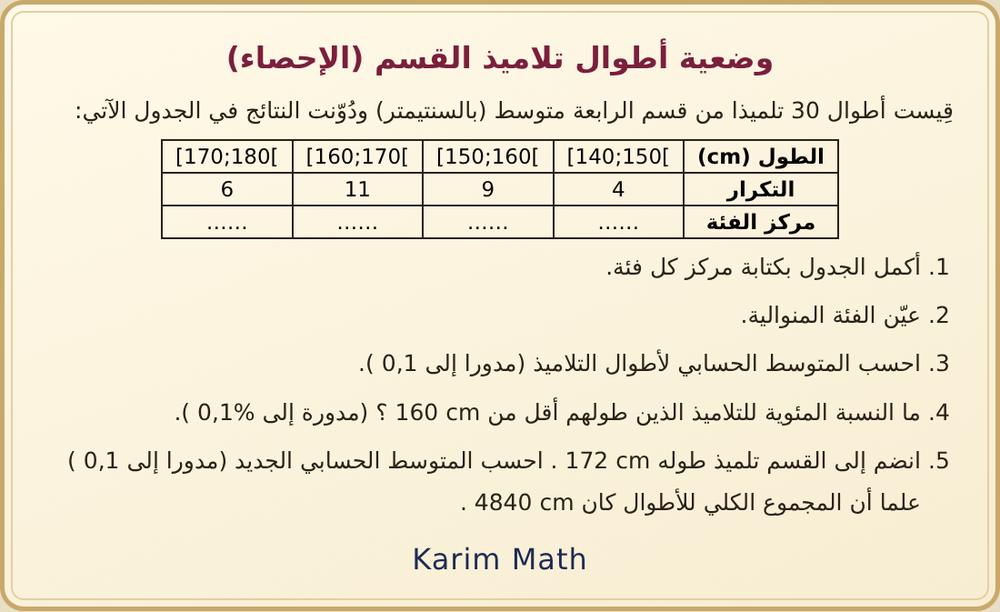 وضعية أطوال تلاميذ القسم (الإحصاء)
قِيست أطوال 30 تلميذا من قسم الرابعة متوسط (بالسنتيمتر) ودُوّنت النتائج في الجدول الآتي:
الطول (cm) [140;150[ [150;160[ [160;170[ [170;180[
التكرار 4 9 11 6
مركز الفئة ...... ...... ...... ......
1. أكمل الجدول بكتابة مركز كل فئة.
2. عيّن الفئة المنوالية.
3. احسب المتوسط الحسابي لأطوال التلاميذ (مدورا إلى 0,1 ).
4. ما النسبة المئوية للتلاميذ الذين طولهم أقل من 160 cm ؟ (مدورة إلى 0,1% ).
5. انضم إلى القسم تلميذ طوله 172 cm . احسب المتوسط الحسابي الجديد (مدورا إلى 0,1 )
علما أن المجموع الكلي للأطوال كان 4840 cm .
Karim Math